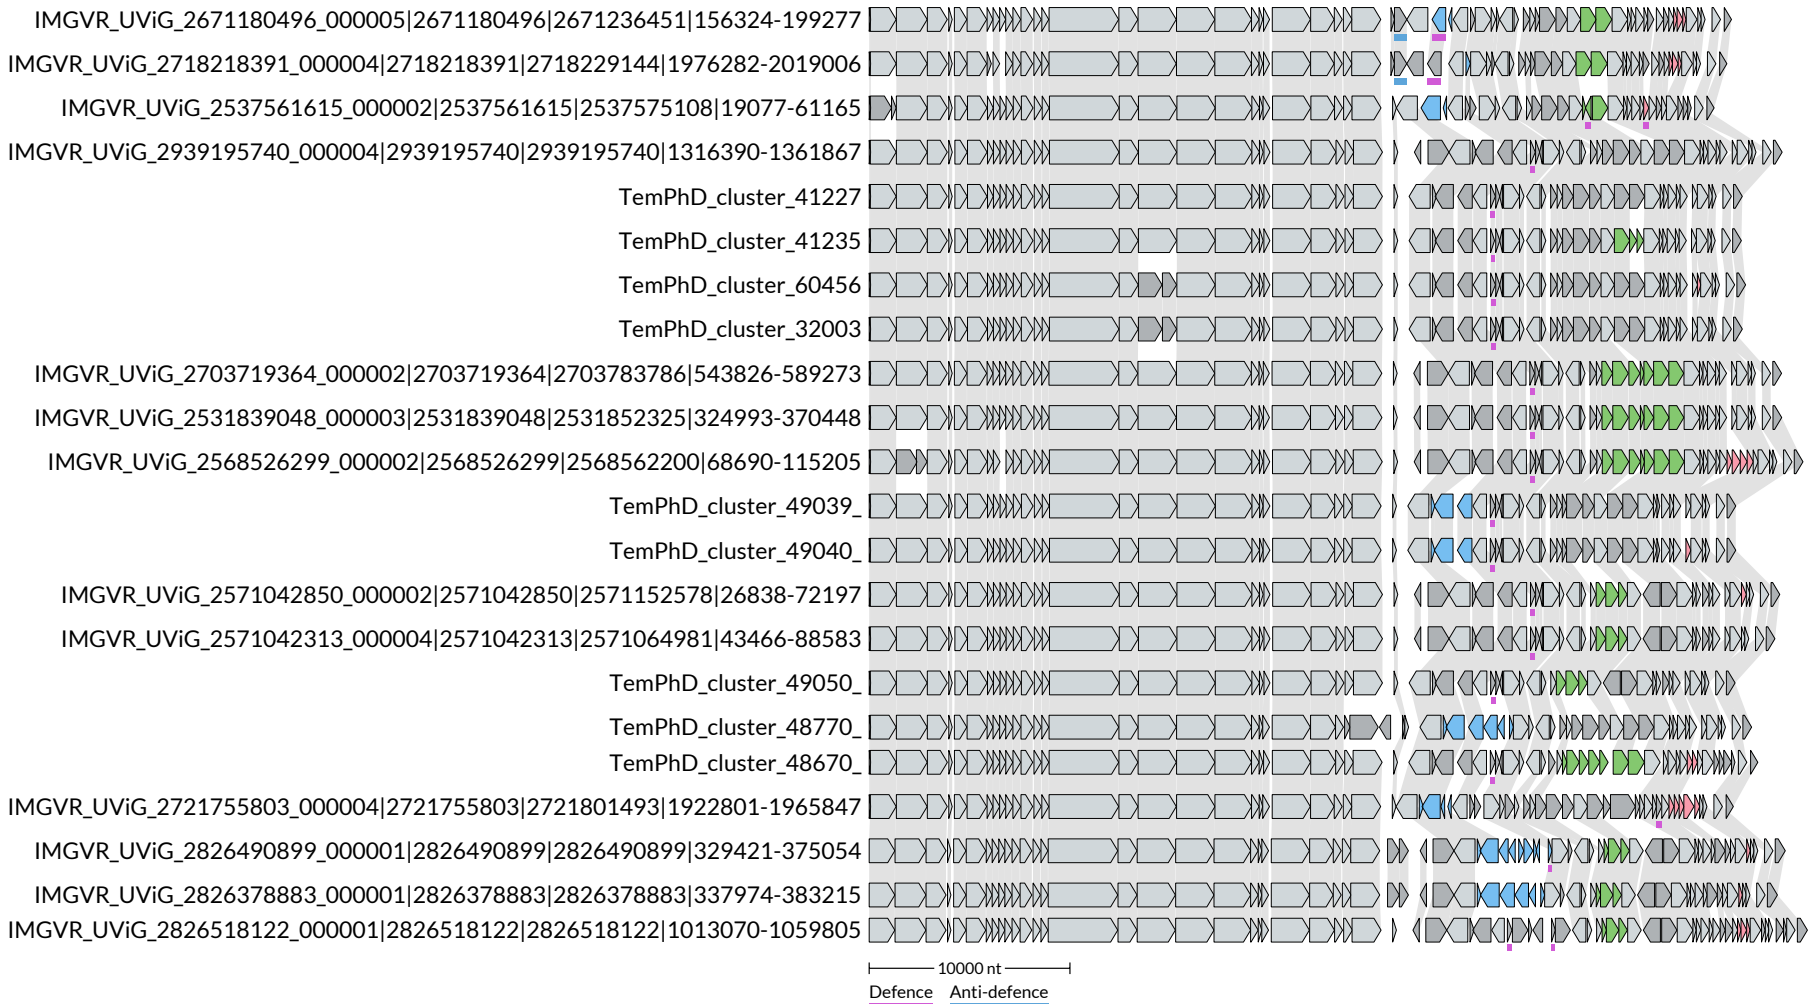 IMGVR_UViG_2671180496_000005|2671180496|2671236451|156324-199277
IMGVR_UViG_2718218391_000004|2718218391|2718229144|1976282-2019006
IMGVR_UViG_2537561615_000002|2537561615|2537575108|19077-61165
IMGVR_UViG_2939195740_000004|2939195740|2939195740|1316390-1361867
TemPhD_cluster_41227
TemPhD_cluster_41235
TemPhD_cluster_60456
TemPhD_cluster_32003
IMGVR_UViG_2703719364_000002|2703719364|2703783786|543826-589273
IMGVR_UViG_2531839048_000003|2531839048|2531852325|324993-370448
IMGVR_UViG_2568526299_000002|2568526299|2568562200|68690-115205
TemPhD_cluster_49039_
TemPhD_cluster_49040_
IMGVR_UViG_2571042850_000002|2571042850|2571152578|26838-72197
IMGVR_UViG_2571042313_000004|2571042313|2571064981|43466-88583
TemPhD_cluster_49050_
TemPhD_cluster_48770_
TemPhD_cluster_48670_
IMGVR_UViG_2721755803_000004|2721755803|2721801493|1922801-1965847
IMGVR_UViG_2826490899_000001|2826490899|2826490899|329421-375054
IMGVR_UViG_2826378883_000001|2826378883|2826378883|337974-383215
IMGVR_UViG_2826518122_000001|2826518122|2826518122|1013070-1059805
10000 nt
Defence Anti-defence